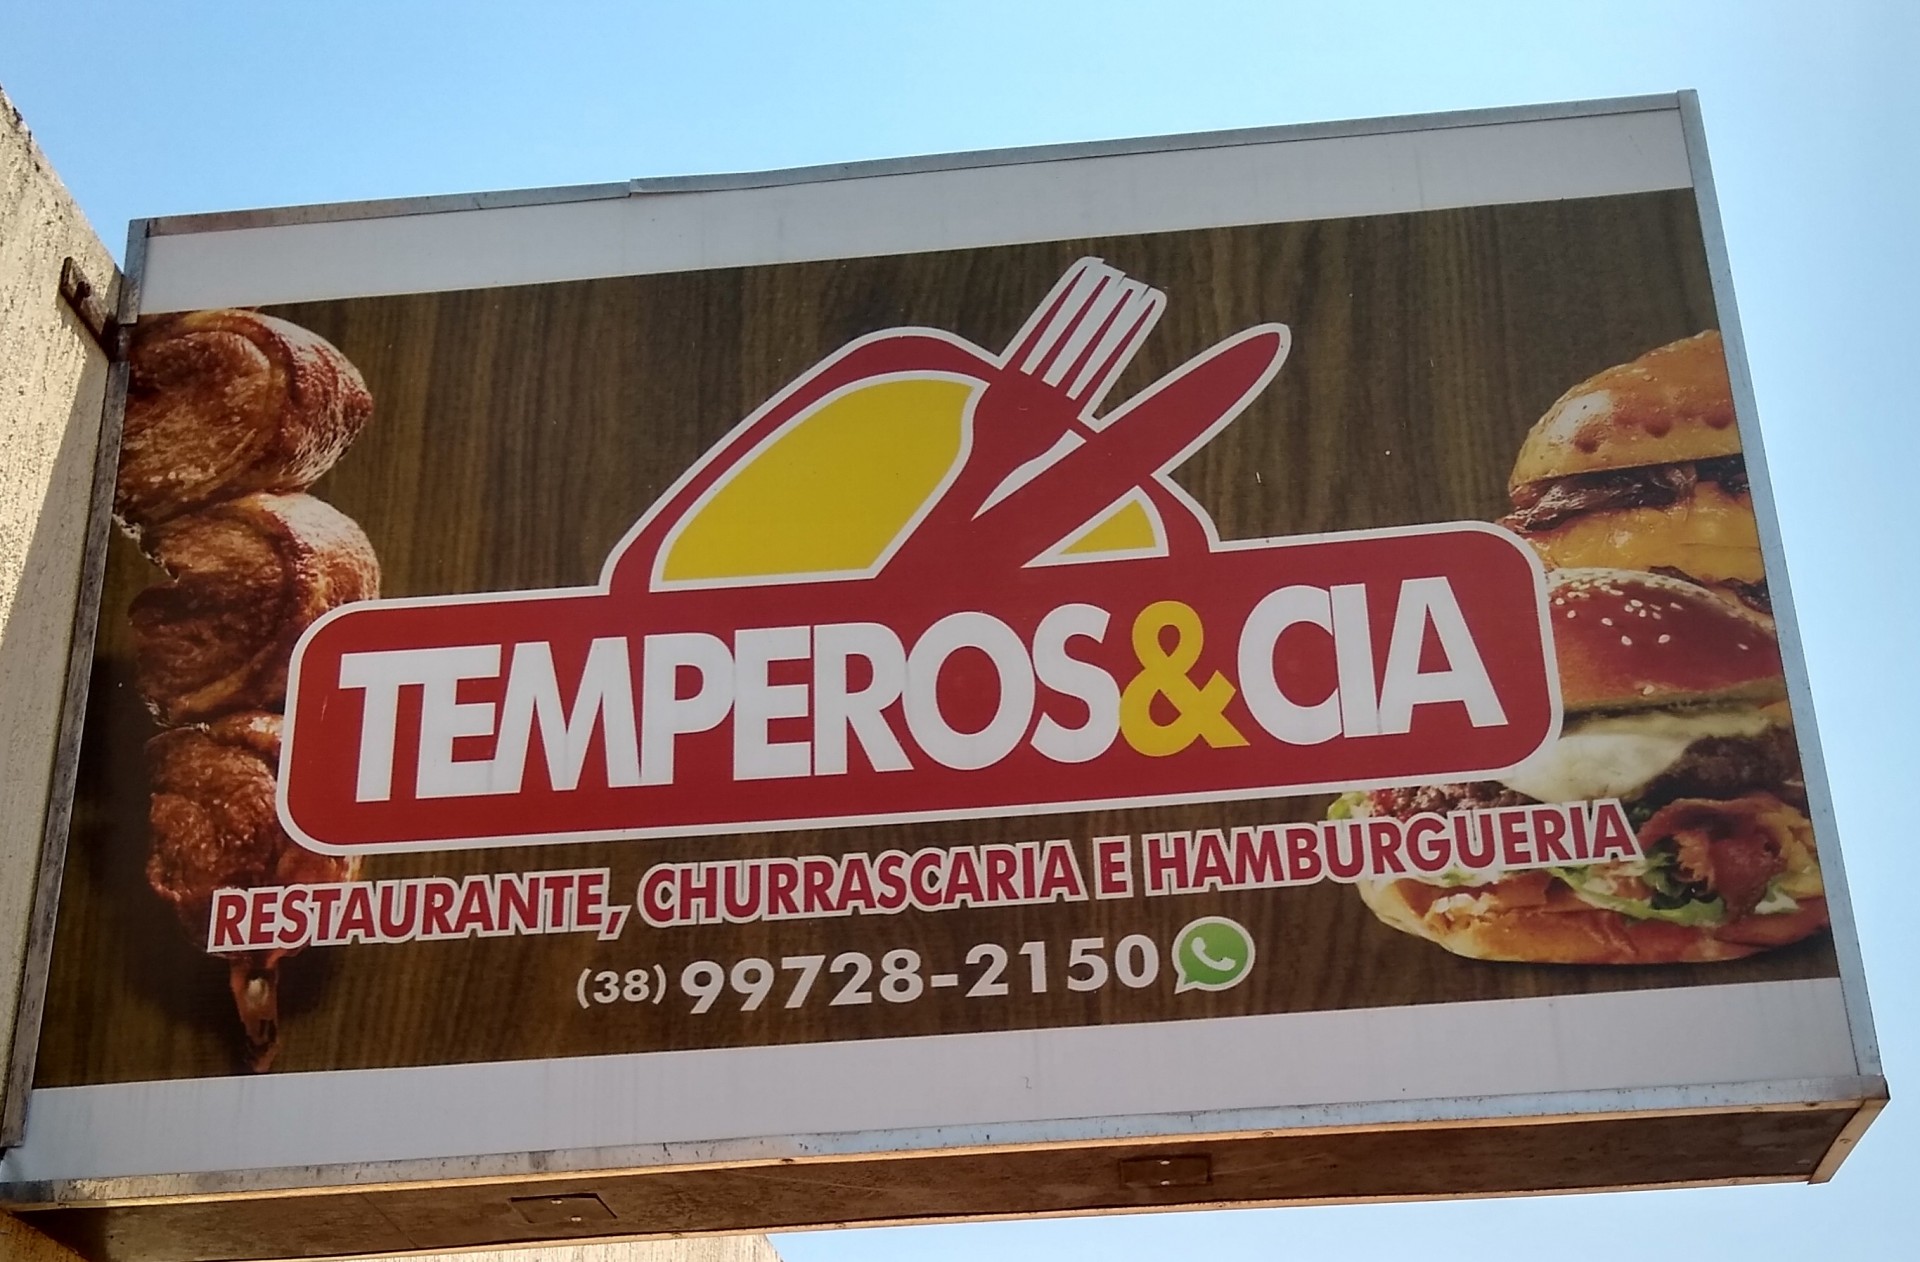 TEMPEROS&CIA
RESTAURANTE, CHURRASCARIA E HAMBURGUERIA
(38) 99728-2150